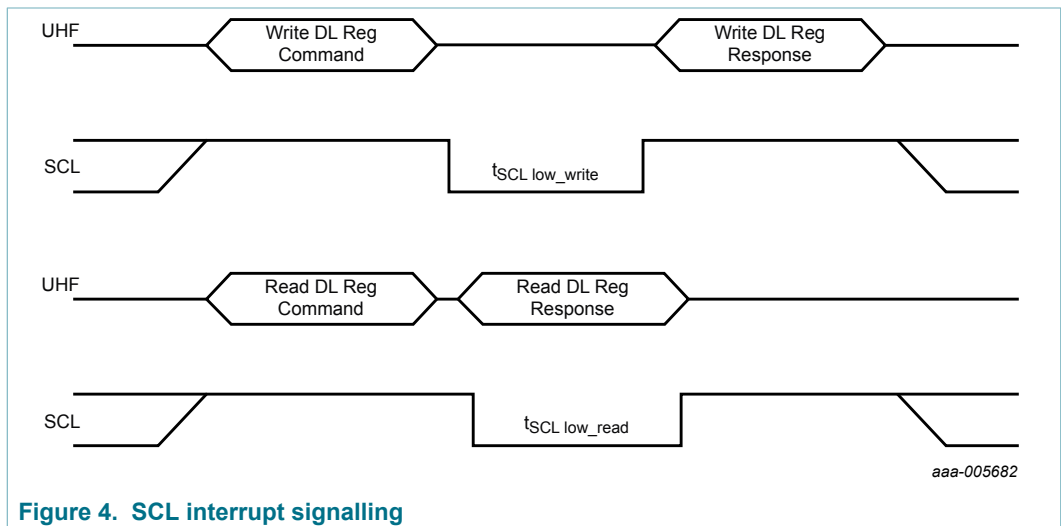 UHF
Write DL Reg
Command
Write DL Reg
Response
SCL
tSCL low_write
UHF
Read DL Reg
Command
Read DL Reg
Response
SCL
tSCL low_read
aaa-005682
Figure 4. SCL interrupt signalling